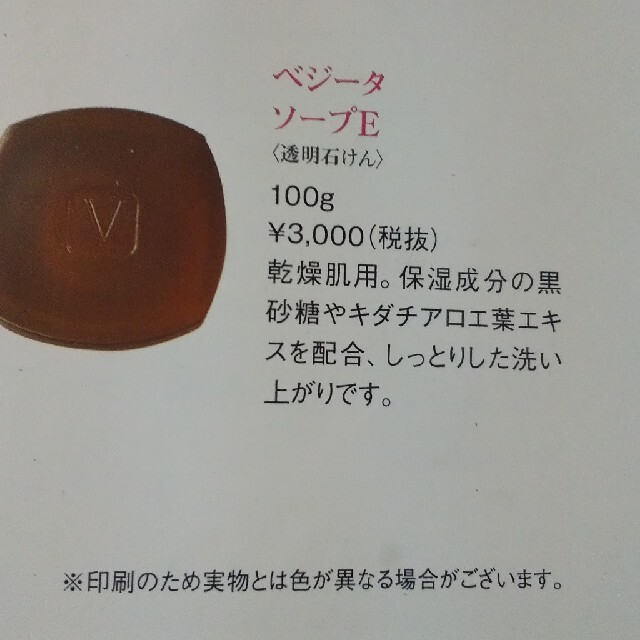 ベジータ
ソープE
〈透明石けん〉
100g
¥3,000(税抜)
乾燥肌用。保湿成分の黒
砂糖やキダチアロエ葉エキ
スを配合、しっとりした洗い
上がりです。
V
※印刷のため実物とは色が異なる場合がございます。